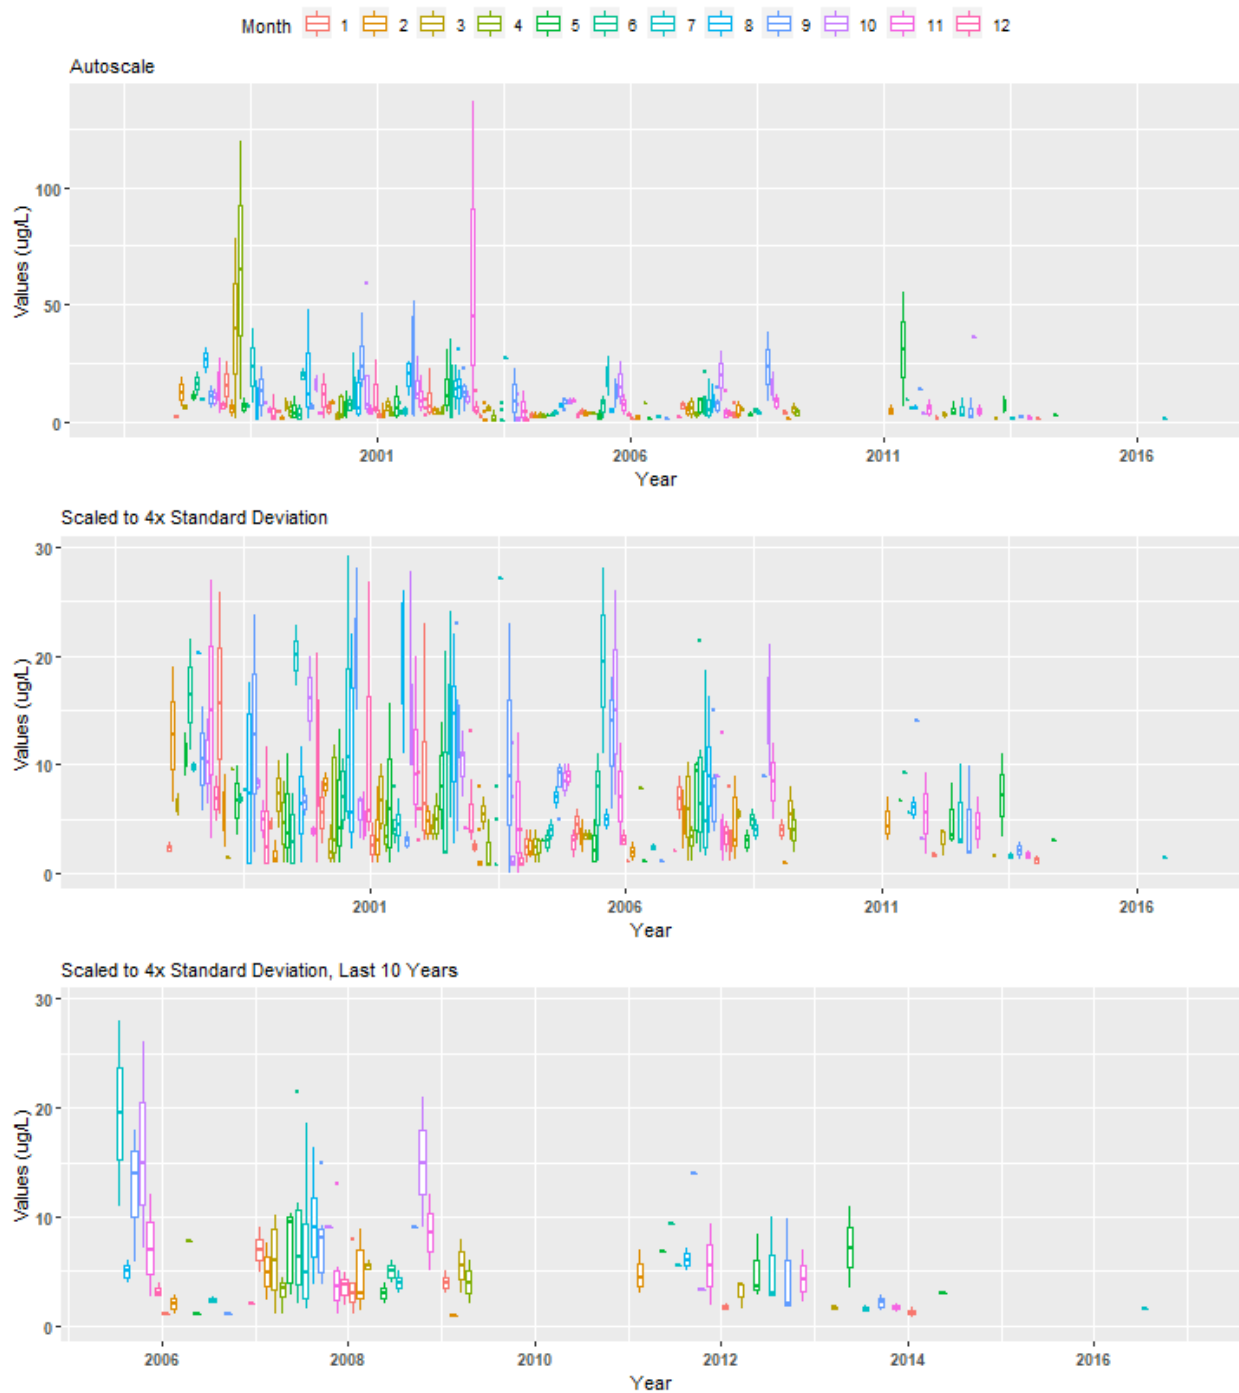 Month 1 2 3 4 5 6 7 8 9 10 11 12
Autoscale
Values (ug/L)
100
50
0
2001 2006 2011 2016
Year
Scaled to 4x Standard Deviation
Values (ug/L)
30
20
10
0
2001 2006 2011 2016
Year
Scaled to 4x Standard Deviation, Last 10 Years
Values (ug/L)
30
20
10
0
2006 2008 2010 2012 2014 2016
Year